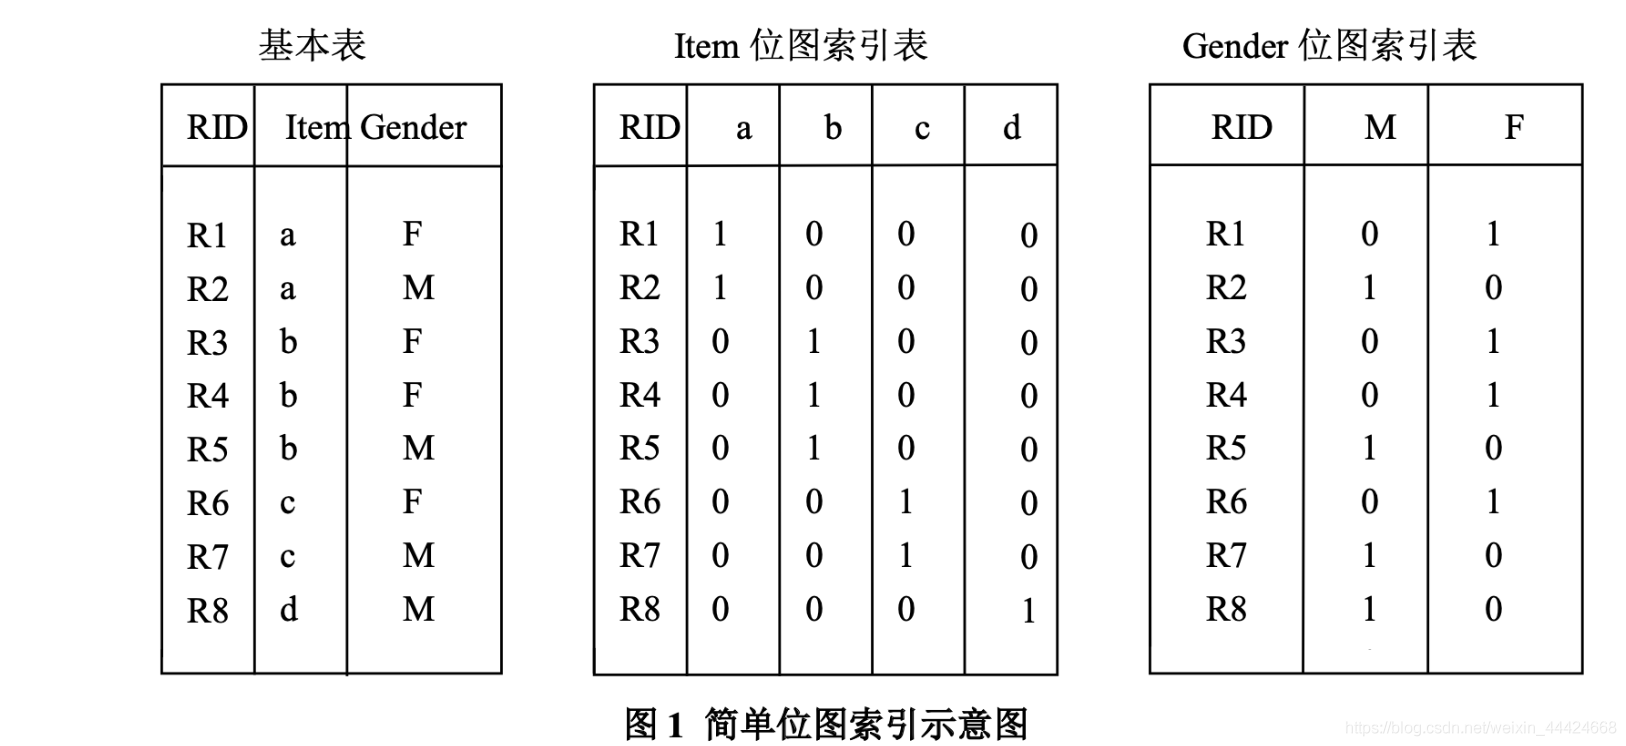 基本表 Item 位图索引表 Gender 位图索引表
RID Item Gender RID a b c d RID M F
R1 a F R1 1 0 0 0 R1 0 1
R2 a M R2 1 0 0 0 R2 1 0
R3 b F R3 0 1 0 0 R3 0 1
R4 b F R4 0 1 0 0 R4 0 1
R5 b M R5 0 1 0 0 R5 1 0
R6 c F R6 0 0 1 0 R6 0 1
R7 c M R7 0 0 1 0 R7 1 0
R8 d M R8 0 0 0 1 R8 1 0
图 1 简单位图索引示意图
https://blog.csdn.net/weixin_44424668